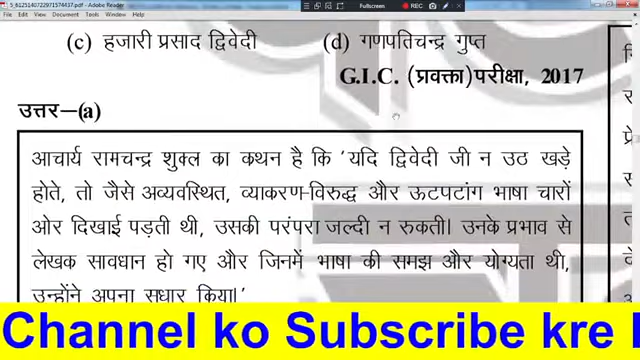 5_6125140722971574437.pdf
Fullscreen
REC
File Edit View Document Tools Window Help
(c) हजारी प्रसाद द्विवेदी (d) गणपतिचन्द्र गुप्त
G.I.C. (प्रवक्ता) परीक्षा, 2017
उत्तर-(a)
आचार्य रामचन्द्र शुक्ल का कथन है कि 'यदि द्विवेदी जी न उठ खड़े
होते, तो जैसे अव्यवस्थित, व्याकरण-विरुद्ध और ऊटपटांग भाषा चारों
ओर दिखाई पड़ती थी, उसकी परंपरा जल्दी न रुकती। उनके प्रभाव से
लेखक सावधान हो गए और जिनमें भाषा की समझ और योग्यता थी,
उन्होंने अपना सुधार किया।'
Channel ko Subscribe kre